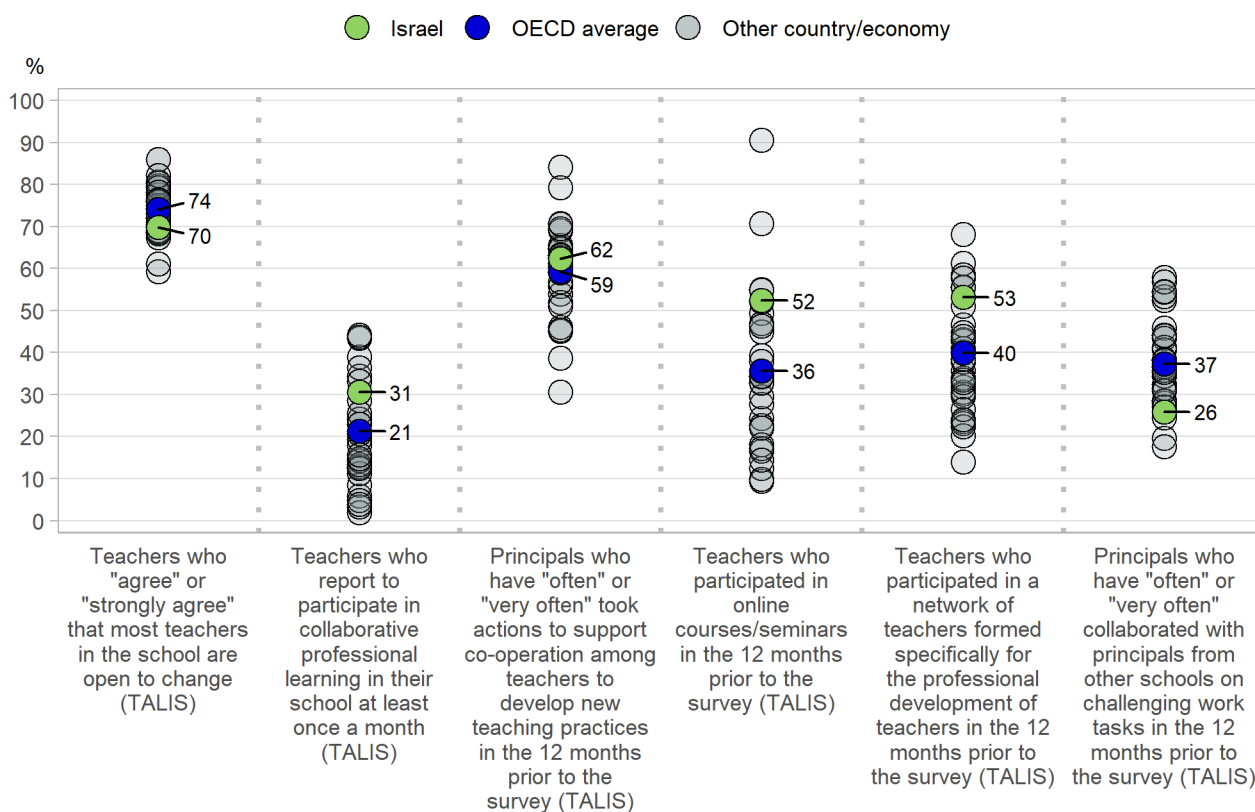 Israel OECD average Other country/economy
%
100
90
80
70
60
50
40
30
20
10
0
74
70
31
21
62
59
52
36
53
40
37
26
Teachers who
"agree" or
"strongly agree"
that most teachers
in the school are
open to change
(TALIS)
Teachers who
report to
participate in
collaborative
professional
learning in their
school at least
once a month
(TALIS)
Principals who
have "often" or
"very often" took
actions to support
co-operation among
teachers to
develop new
teaching practices
in the 12 months
prior to the
survey (TALIS)
Teachers who
participated in
online
courses/seminars
in the 12 months
prior to the
survey (TALIS)
Teachers who
participated in a
network of
teachers formed
specifically for
the professional
development of
teachers in the 12
months prior to
the survey (TALIS)
Principals who
have "often" or
"very often"
collaborated with
principals from
other schools on
challenging work
tasks in the 12
months prior to
the survey (TALIS)